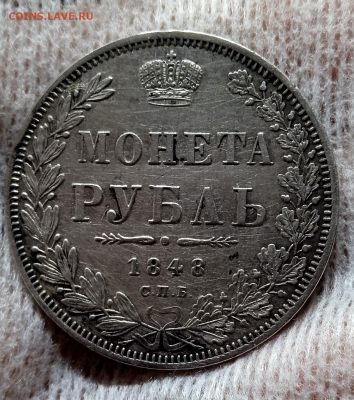 COINS.LAVE.RU
МОНЕТА
РУБЛЬ
1848
С.П.Б.